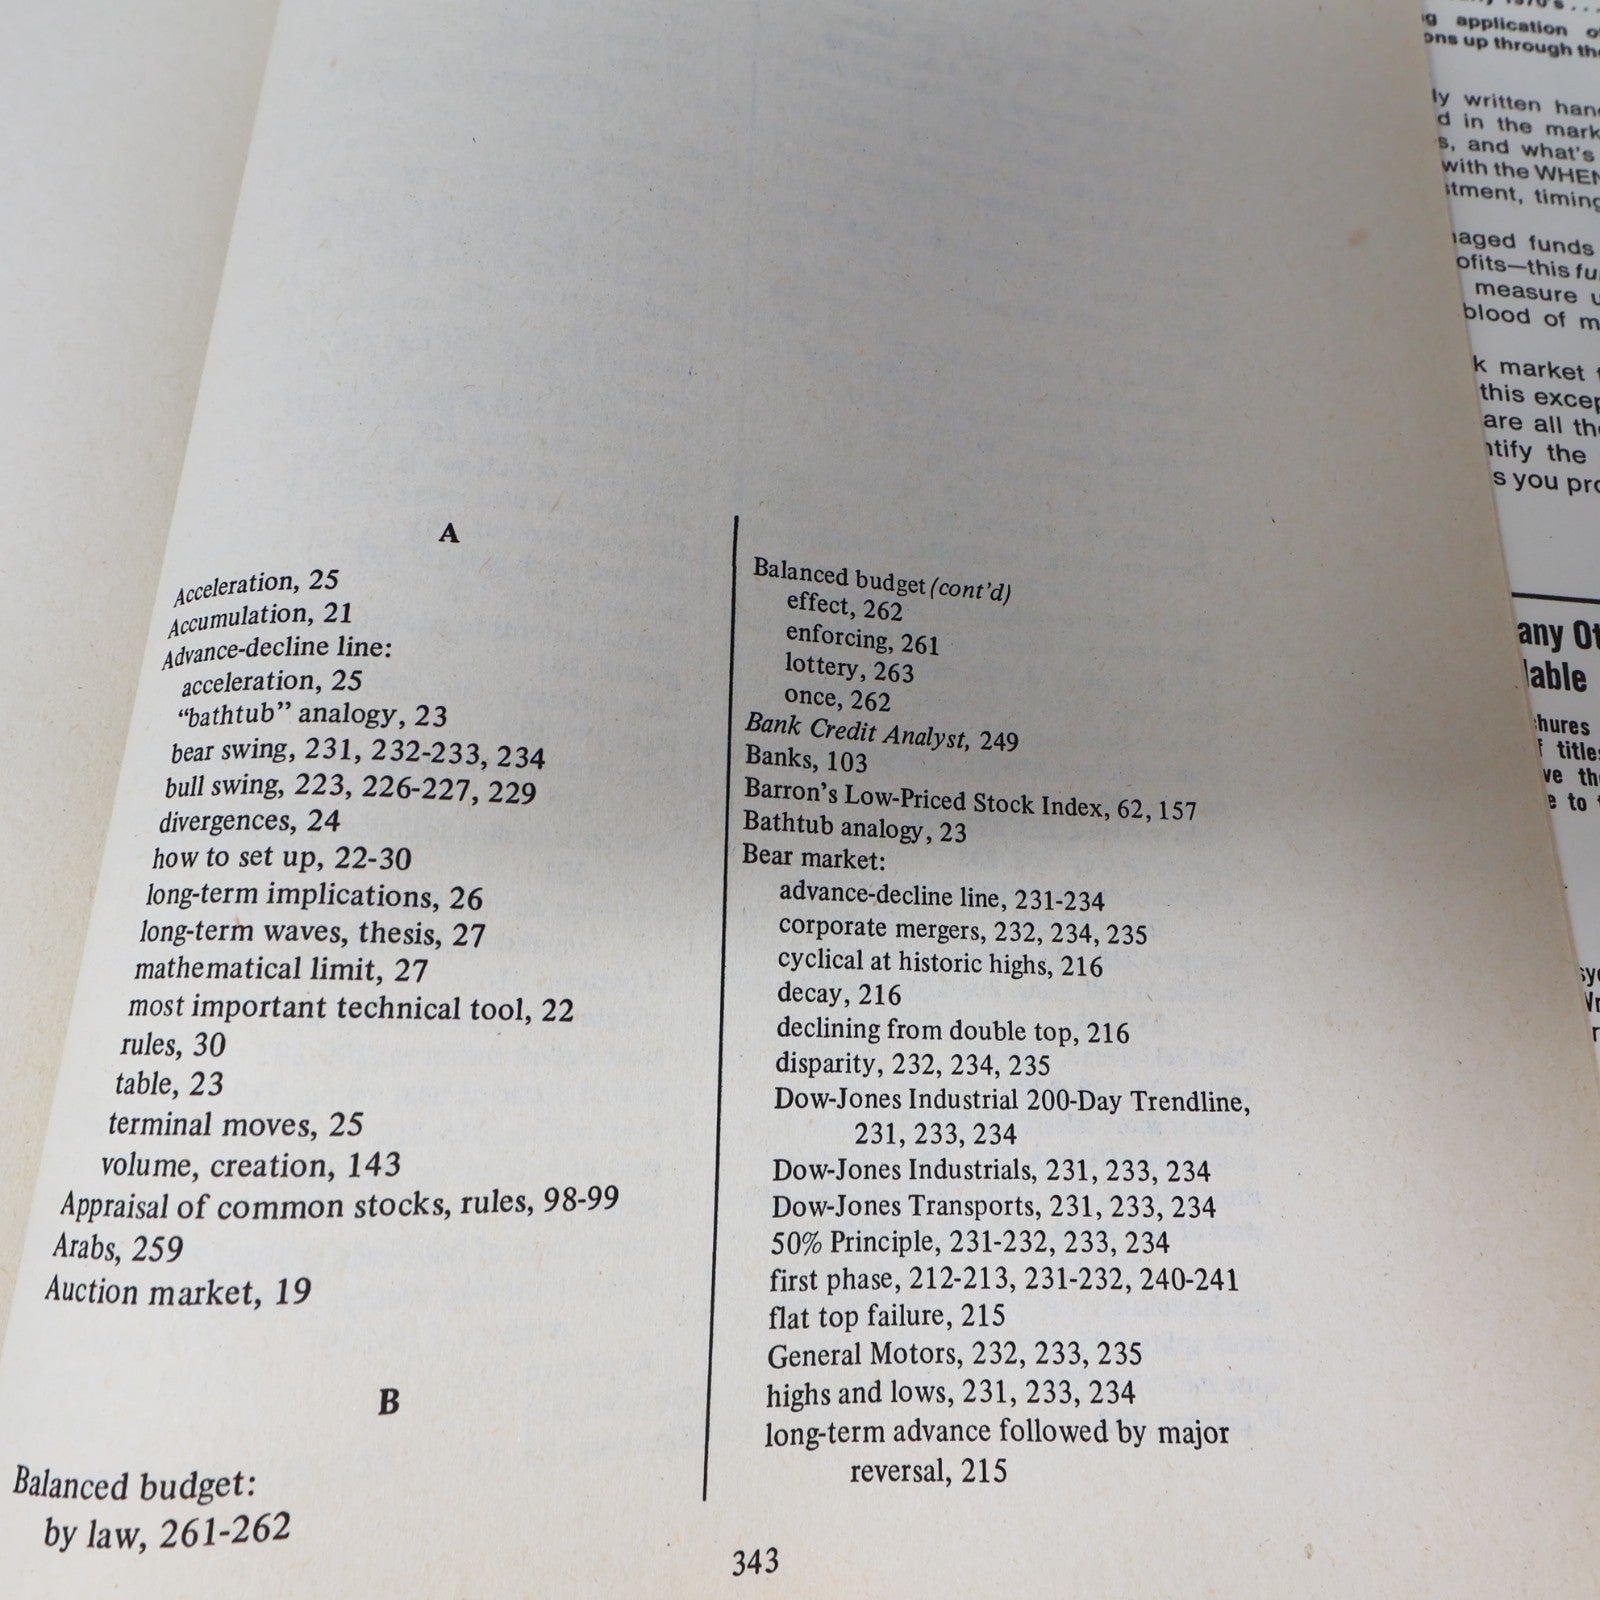 A
Acceleration, 25
Accumulation, 21
Advance-decline line:
acceleration, 25
“bathtub” analogy, 23
bear swing, 231, 232-233, 234
bull swing, 223, 226-227, 229
divergences, 24
how to set up, 22-30
long-term implications, 26
long-term waves, thesis, 27
mathematical limit, 27
most important technical tool, 22
rules, 30
table, 23
terminal moves, 25
volume, creation, 143
Appraisal of common stocks, rules, 98-99
Arabs, 259
Auction market, 19
B
Balanced budget:
by law, 261-262
Balanced budget (cont’d)
effect, 262
enforcing, 261
lottery, 263
once, 262
Bank Credit Analyst, 249
Banks, 103
Barron’s Low-Priced Stock Index, 62, 157
Bathtub analogy, 23
Bear market:
advance-decline line, 231-234
corporate mergers, 232, 234, 235
cyclical at historic highs, 216
decay, 216
declining from double top, 216
disparity, 232, 234, 235
Dow-Jones Industrial 200-Day Trendline,
231, 233, 234
Dow-Jones Industrials, 231, 233, 234
Dow-Jones Transports, 231, 233, 234
50% Principle, 231-232, 233, 234
first phase, 212-213, 231-232, 240-241
flat top failure, 215
General Motors, 232, 233, 235
highs and lows, 231, 233, 234
long-term advance followed by major
reversal, 215
343
application
up through
written
in the
and what’s
with the WHEN
timing
funds
this
measure
blood of
market
this
are all
the
you